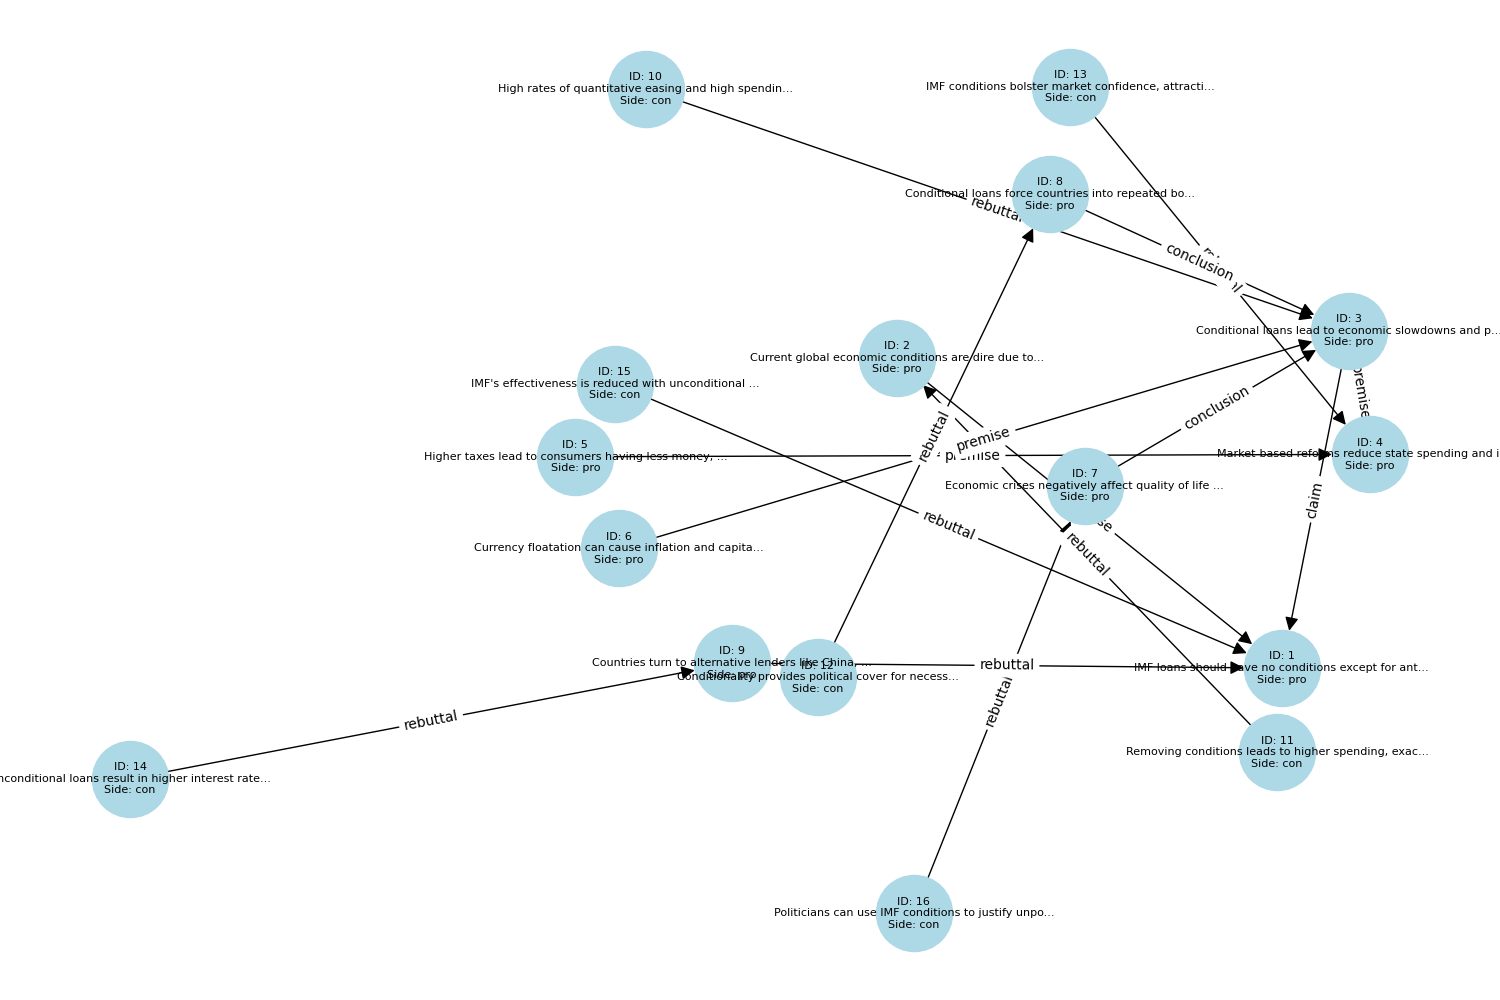 ID: 10
High rates of quantitative easing and high spendin...
Side: con
ID: 13
IMF conditions bolster market confidence, attracti...
Side: con
ID: 8
Conditional loans force countries into repeated bo...
Side: pro
rebuttal
conclusion
ID: 3
Conditional loans lead to economic slowdowns and p...
Side: pro
ID: 2
Current global economic conditions are dire due to...
Side: pro
ID: 15
IMF's effectiveness is reduced with unconditional ...
Side: con
premise
conclusion
rebuttal
premise
ID: 5
Higher taxes lead to consumers having less money, ...
Side: pro
premise
ID: 4
Market-based reforms reduce state spending and i
Side: pro
ID: 7
Economic crises negatively affect quality of life ...
Side: pro
claim
rebuttal
ID: 6
Currency floatation can cause inflation and capita...
Side: pro
rebuttal
ID: 9
Countries turn to alternative lenders like China, ...
Side: pro
ID: 12
Conditionality provides political cover for necess...
Side: con
rebuttal
ID: 1
IMF loans should have no conditions except for ant...
Side: pro
rebuttal
rebuttal
ID: 11
Removing conditions leads to higher spending, exac...
Side: con
ID: 14
nconditional loans result in higher interest rate...
Side: con
ID: 16
Politicians can use IMF conditions to justify unpo...
Side: con